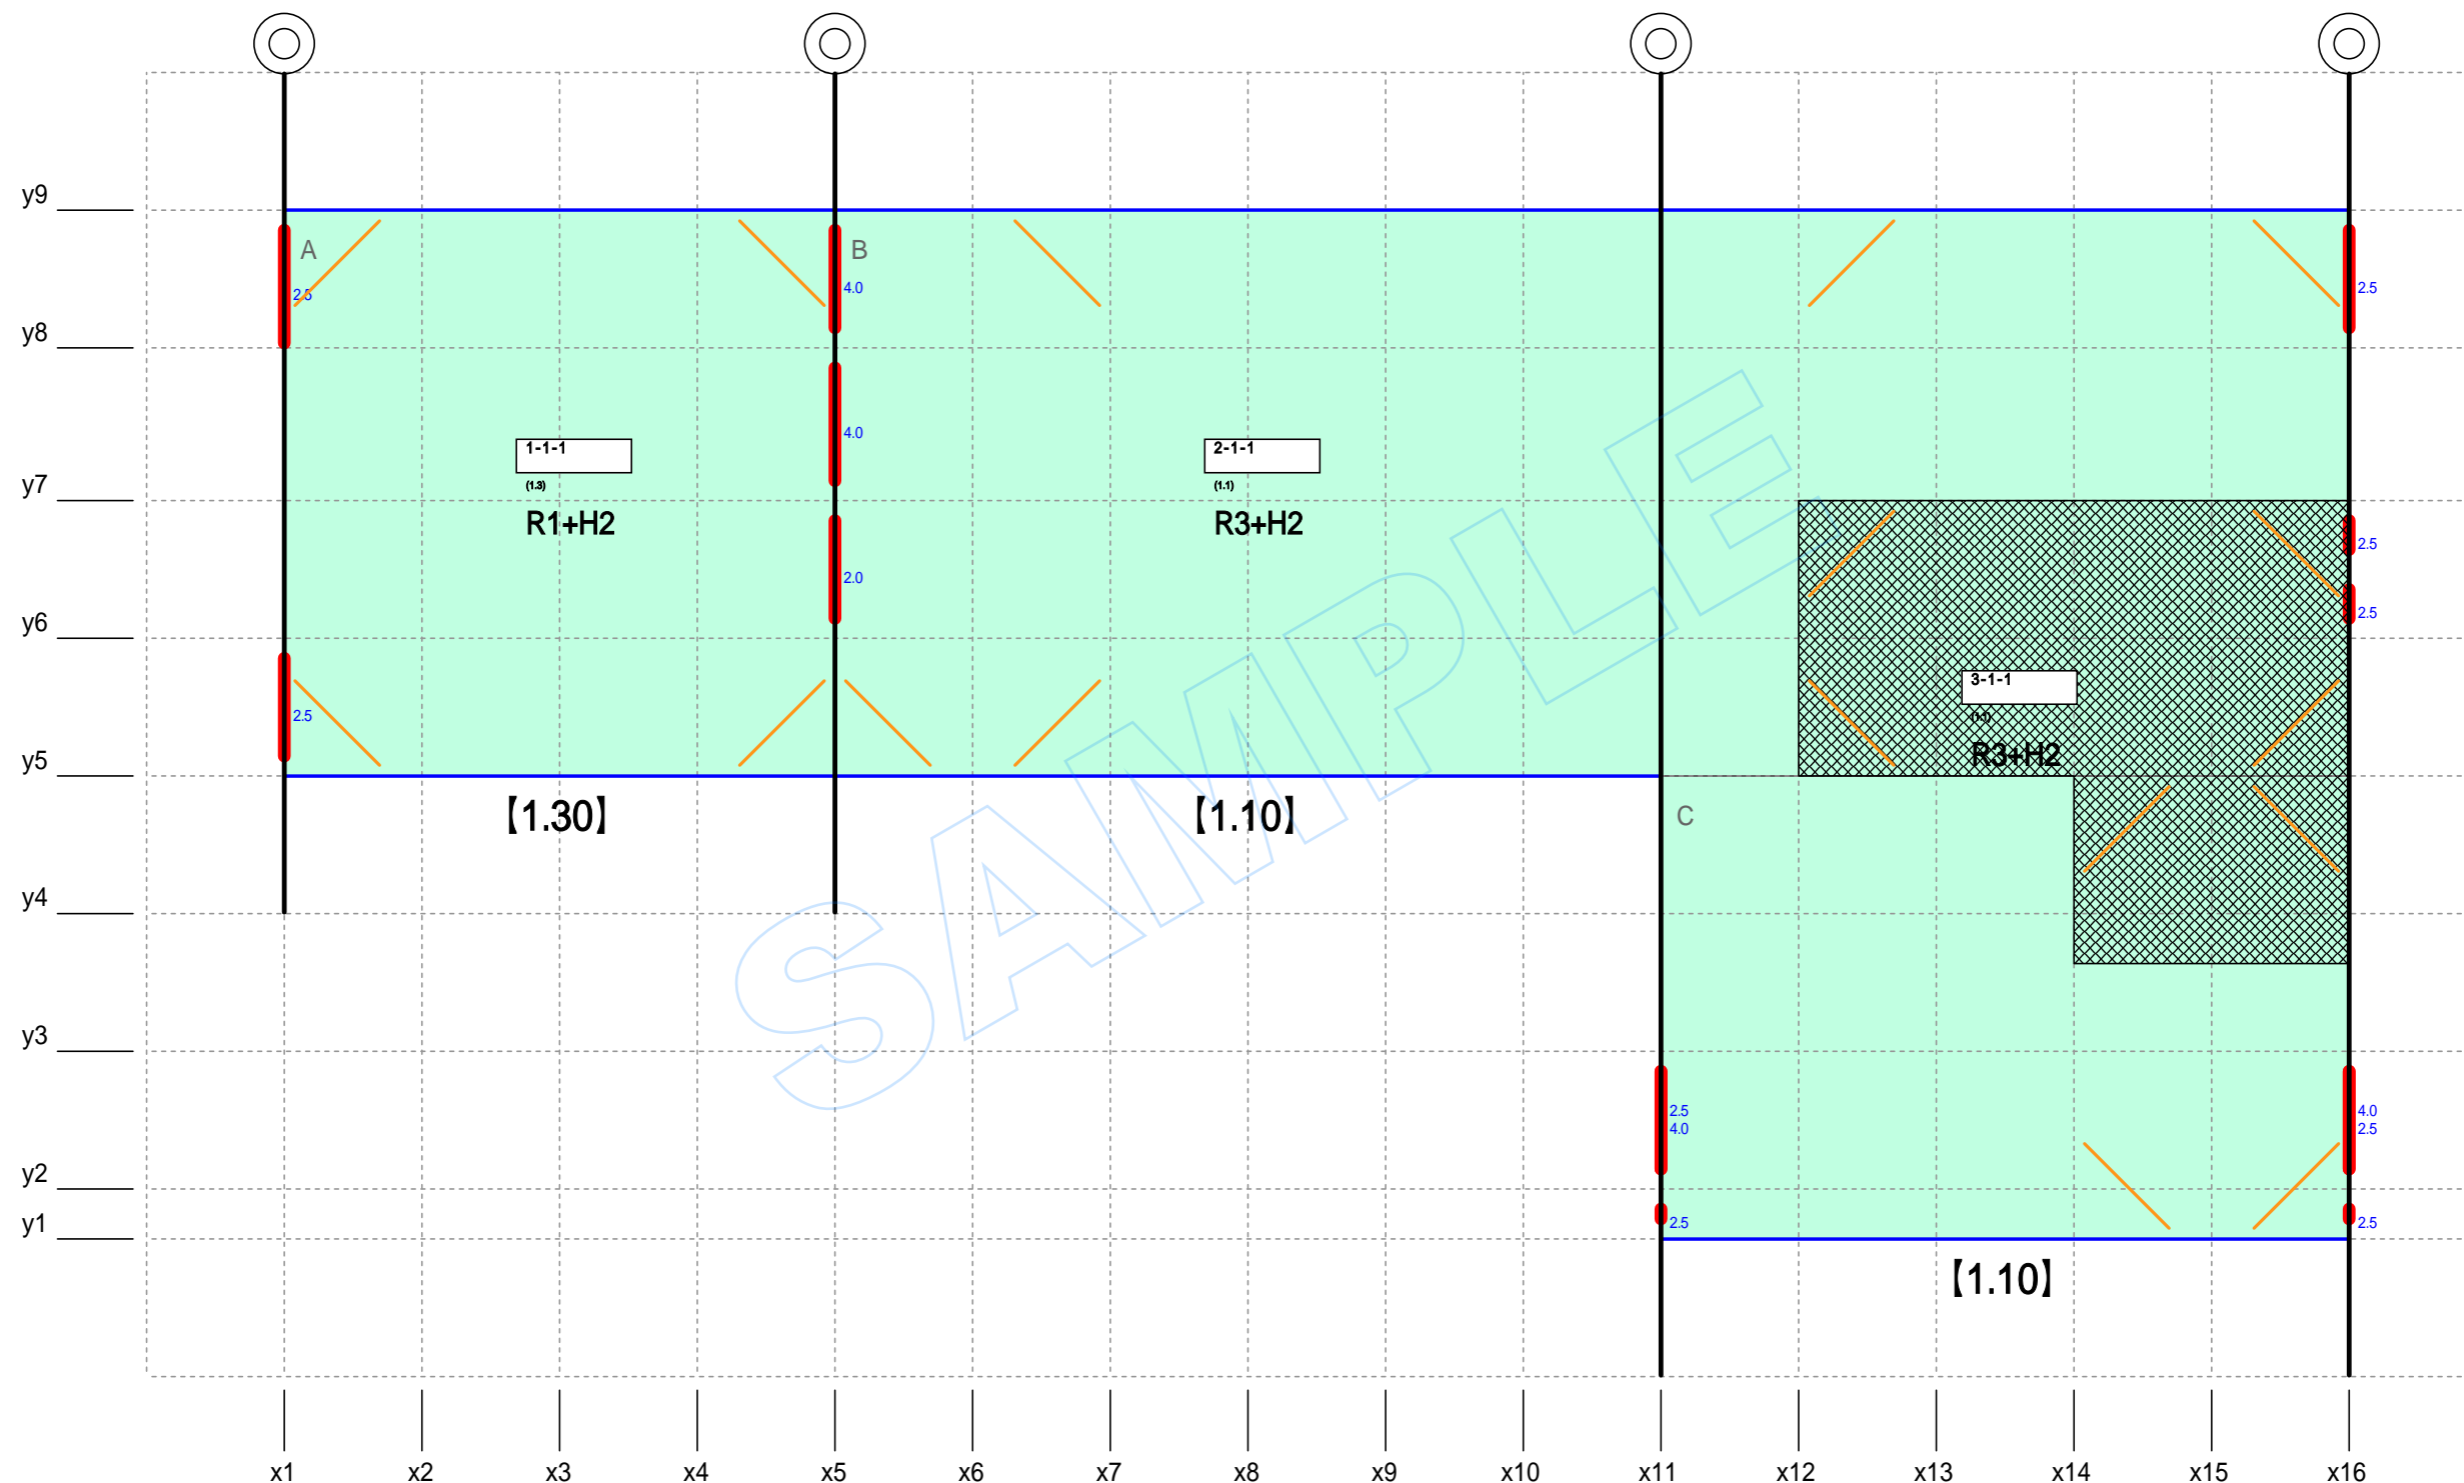 y9
A
B
2.5
4.0
2.5
y8
4.0
1-1-1
2-1-1
y7
(1.3)
(1.1)
R1+H2
R3+H2
2.5
2.0
2.5
y6
3-1-1
2.5
(1.1)
R3+H2
y5
【1.30】
【1.10】
C
y4
y3
2.5
4.0
4.0
2.5
y2
y1
2.5
2.5
【1.10】
SAMPLE
x1 x2 x3 x4 x5 x6 x7 x8 x9 x10 x11 x12 x13 x14 x15 x16